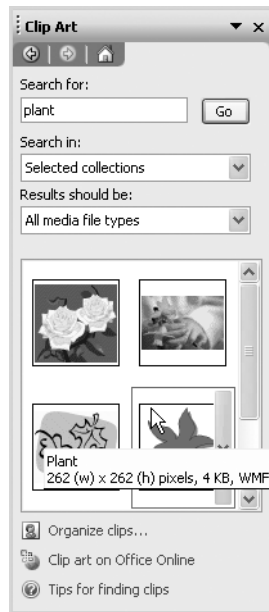 Clip Art
Search for:
plant
Go
Search in:
Selected collections
Results should be:
All media file types
Plant
262 (w) x 262 (h) pixels, 4 KB, WMF
Organize clips...
Clip art on Office Online
Tips for finding clips